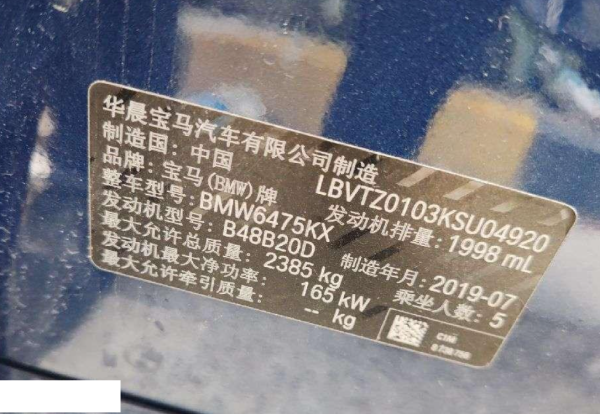 华晨宝马汽车有限公司制造
制造国：中国 LBVTZ0103KSU04920
品牌：宝马(BMW)牌
整车型号：BMW6475KX 发动机排量：1998 mL
发动机型号：B48B20D
最大允许总质量：2385 kg 制造年月：2019-07
发动机最大净功率：165 kW 乘坐人数：5
最大允许牵引质量：-- kg